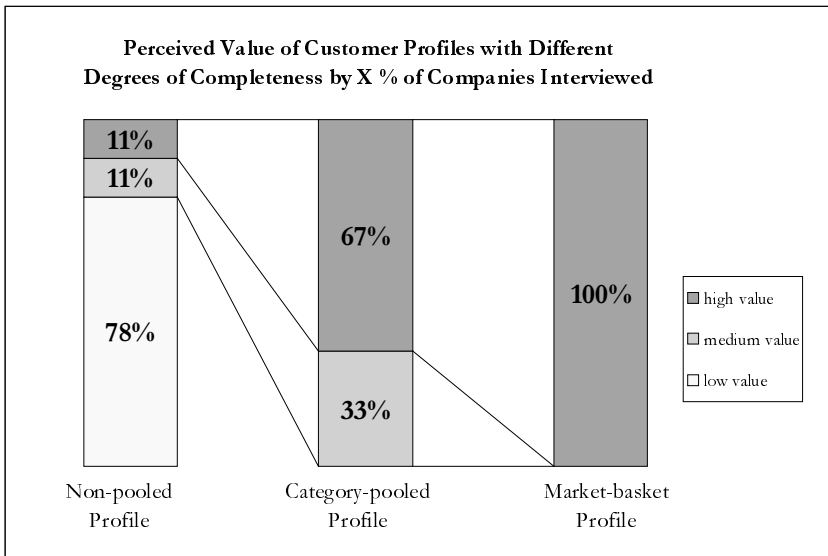 Perceived Value of Customer Profiles with Different
Degrees of Completeness by X % of Companies Interviewed
11%
11%
78%
67%
33%
100%
high value
medium value
low value
Non-pooled
Profile
Category-pooled
Profile
Market-basket
Profile